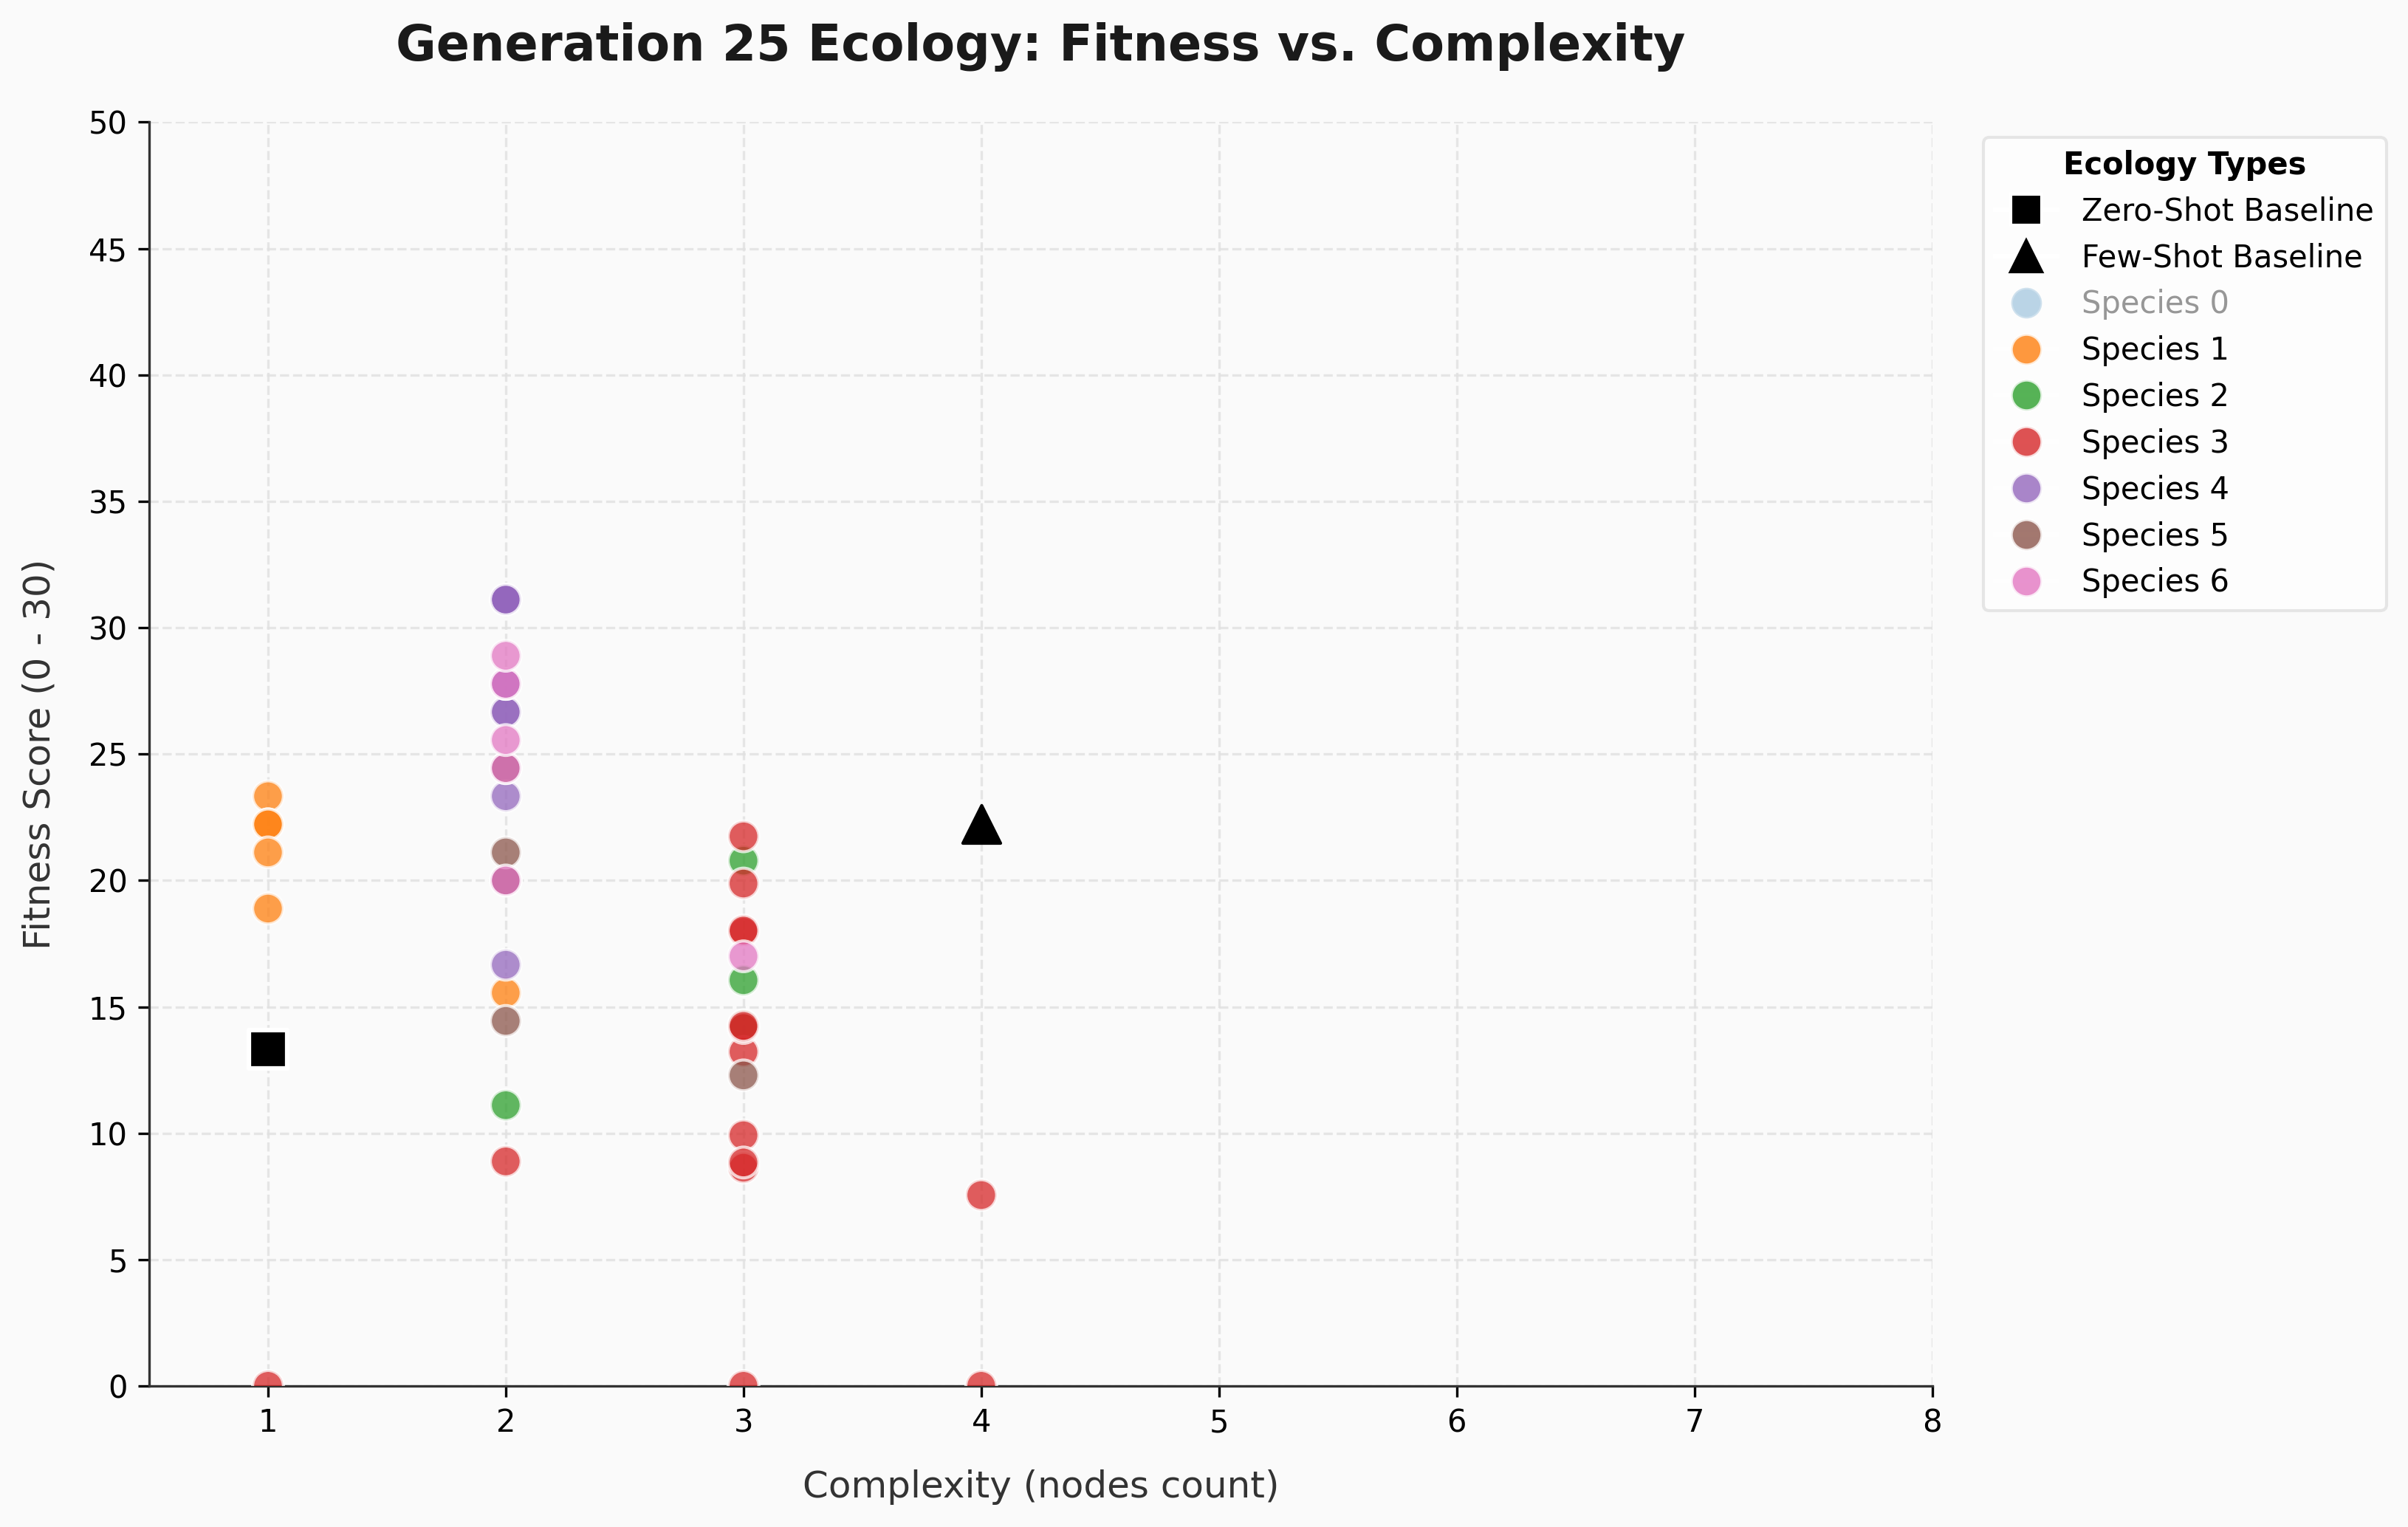 Generation 25 Ecology: Fitness vs. Complexity
50
45
40
35
30
25
20
15
10
5
0
Fitness Score (0 - 30)
1 2 3 4 5 6 7 8
Complexity (nodes count)
Ecology Types
Zero-Shot Baseline
Few-Shot Baseline
Species 0
Species 1
Species 2
Species 3
Species 4
Species 5
Species 6